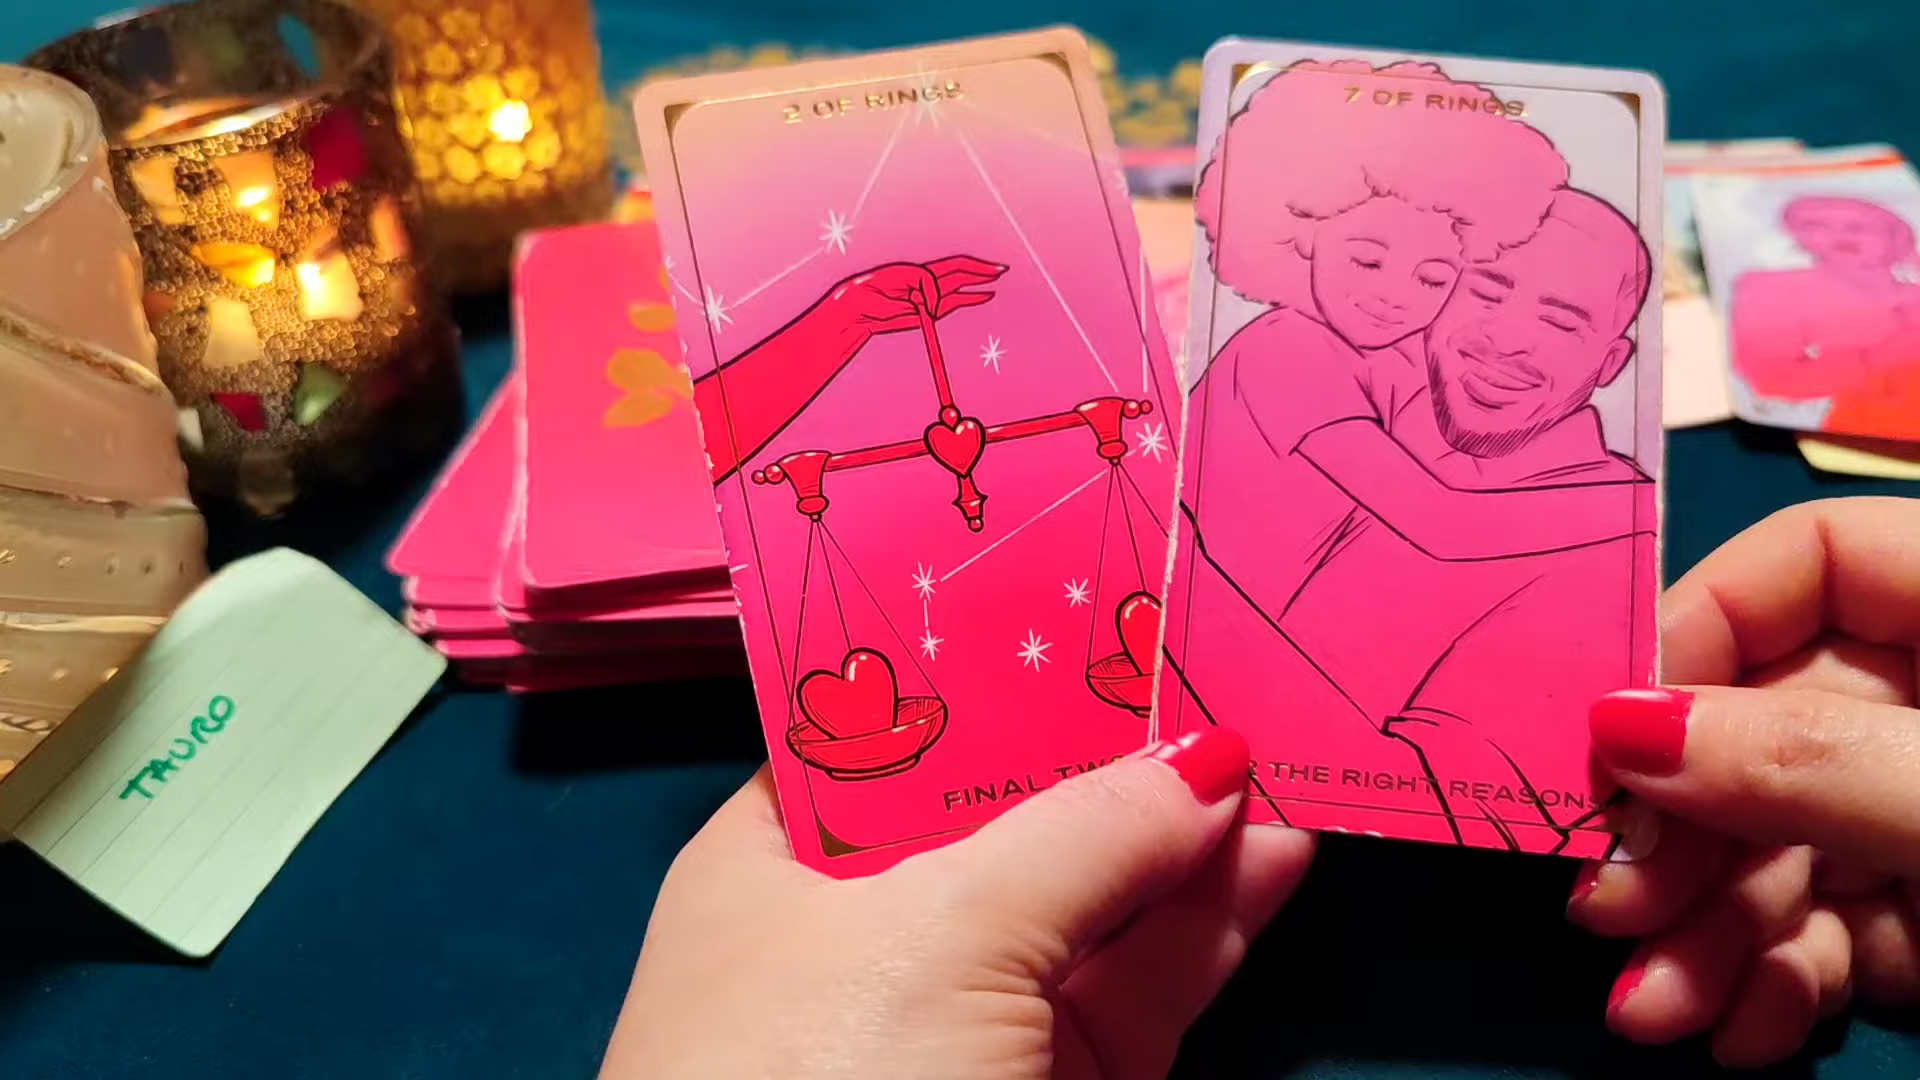 2 OF RINGS
7 OF RINGS
FINAL TWO
THE RIGHT REASONS
TAURO